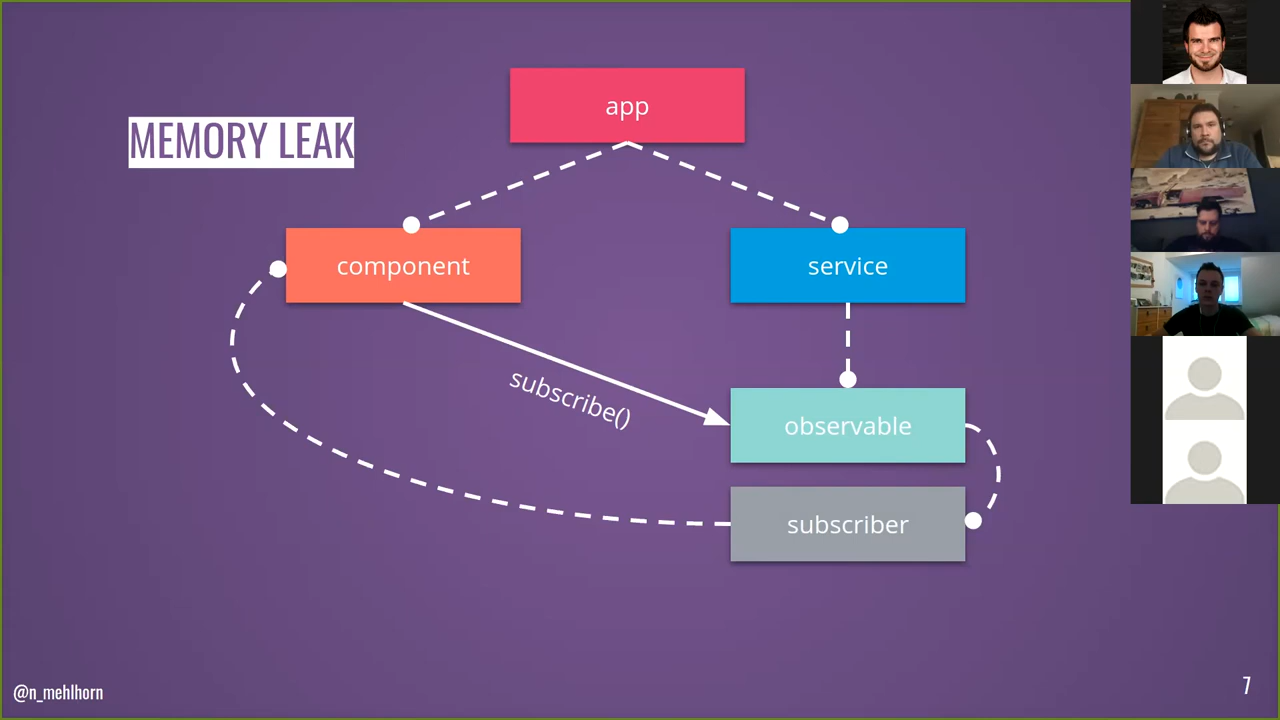 app
MEMORY LEAK
component
service
subscribe()
observable
subscriber
@n_mehlhorn
7